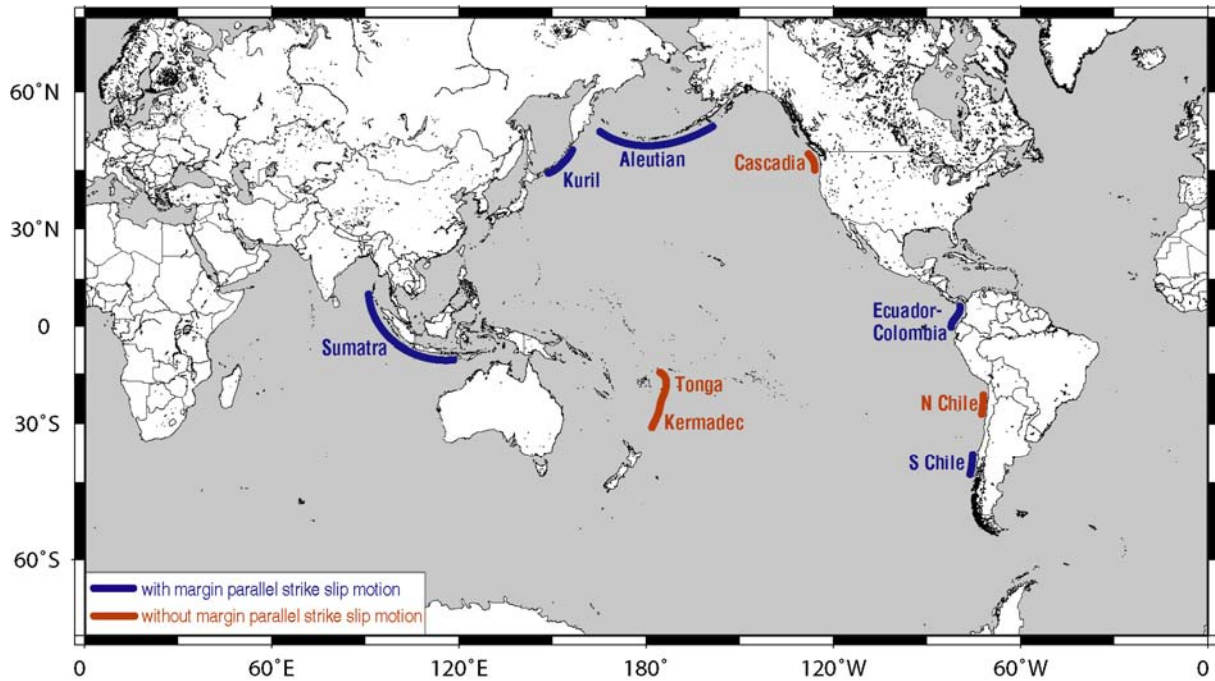 60°N
Aleutian
Cascadia
Kuril
30°N
Ecuador-
Colombia
0
Sumatra
Tonga
N Chile
Kermadec
30°S
S Chile
60°S
with margin parallel strike slip motion
without margin parallel strike slip motion
0 60°E 120°E 180° 120°W 60°W 0